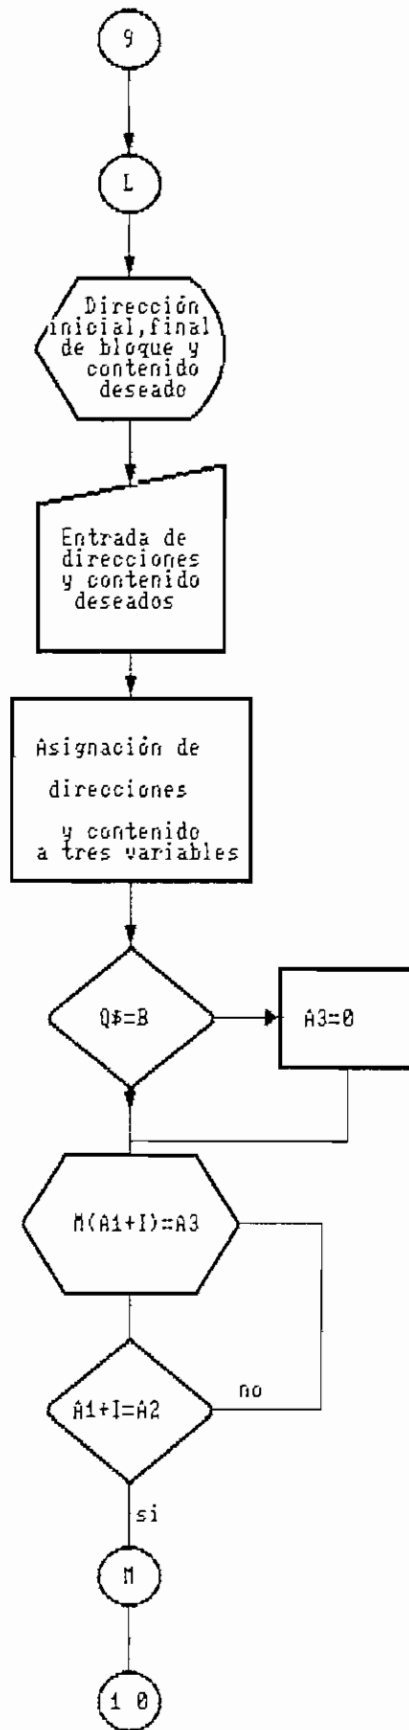 9
L
Dirección
inicial,final
de bloque y
contenido
deseado
Entrada de
direcciones
y contenido
deseados
Asignación de
direcciones
y contenido
a tres variables
Q$=B
A3=0
M(A1+I)=A3
A1+I=A2
no
si
M
1 0